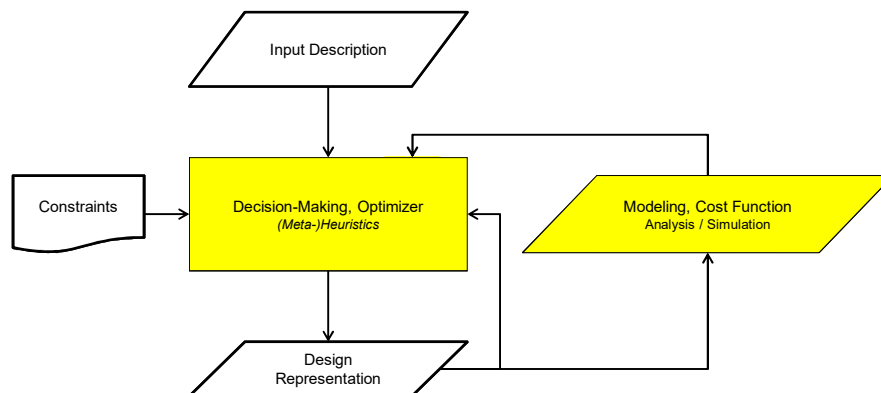 Input Description
Constraints
Decision-Making, Optimizer
(Meta-)Heuristics
Modeling, Cost Function
Analysis / Simulation
Design
Representation